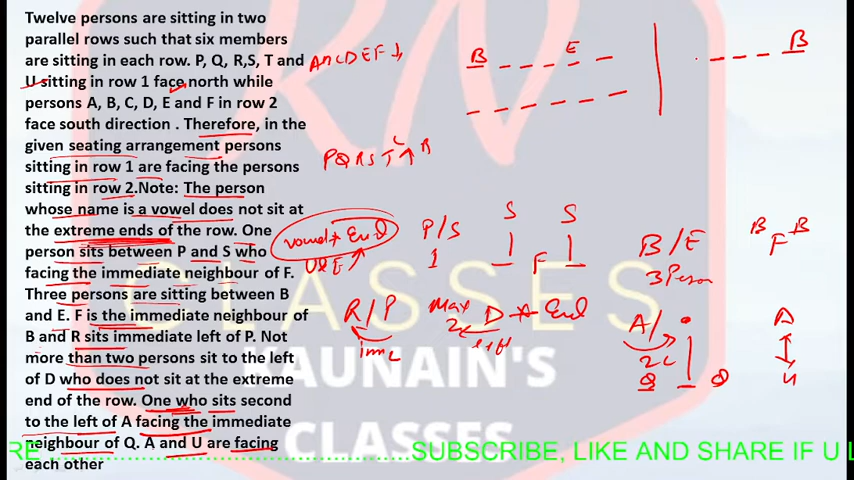 Twelve persons are sitting in two
parallel rows such that six members
are sitting in each row. P, Q, R,S, T and
U sitting in row 1 face north while
persons A, B, C, D, E and F in row 2
face south direction . Therefore, in the
given seating arrangement persons
sitting in row 1 are facing the persons
sitting in row 2.Note: The person
whose name is a vowel does not sit at
the extreme ends of the row. One
person sits between P and S who
facing the immediate neighbour of F.
Three persons are sitting between B
and E. F is the immediate neighbour of
B and R sits immediate left of P. Not
more than two persons sit to the left
of D who does not sit at the extreme
end of the row. One who sits second
to the left of A facing the immediate
neighbour of Q. A and U are facing
each other
B E B
P/S S S
1 F
B/E B F B
3 Person
R/P Max D End
2 left
A/ A
Q Q u
KAUNAIN'S
CLASSES
SUBSCRIBE, LIKE AND SHARE IF U L